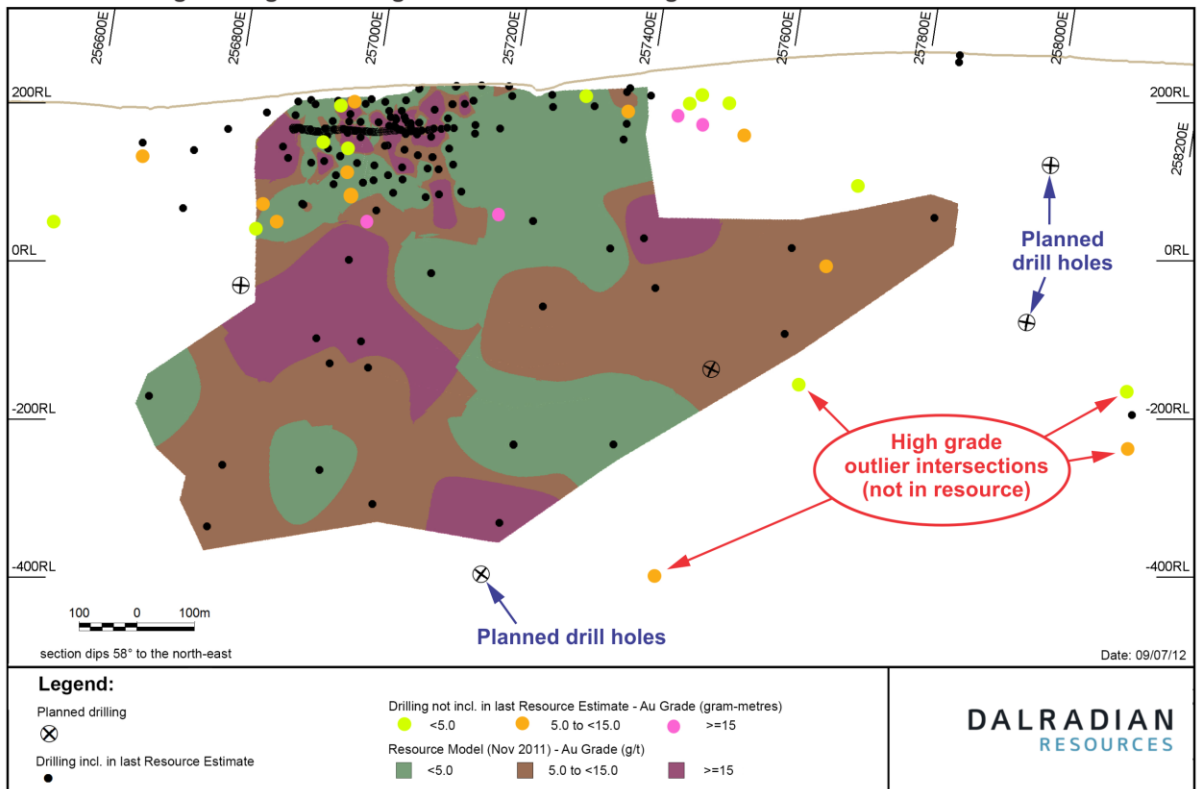 256600E
256800E
257000E
257200E
257400E
257600E
257800E
258000E
258200E
200RL
200RL
0RL
0RL
-200RL
-200RL
-400RL
-400RL
Planned
drill holes
High grade
outlier intersections
(not in resource)
Planned drill holes
100 0 100m
section dips 58° to the north-east
Date: 09/07/12
Legend:
Planned drilling
Drilling incl. in last Resource Estimate
Drilling not incl. in last Resource Estimate - Au Grade (gram-metres)
<5.0 5.0 to <15.0 >=15
Resource Model (Nov 2011) - Au Grade (g/t)
<5.0 5.0 to <15.0 >=15
DALRADIAN
RESOURCES